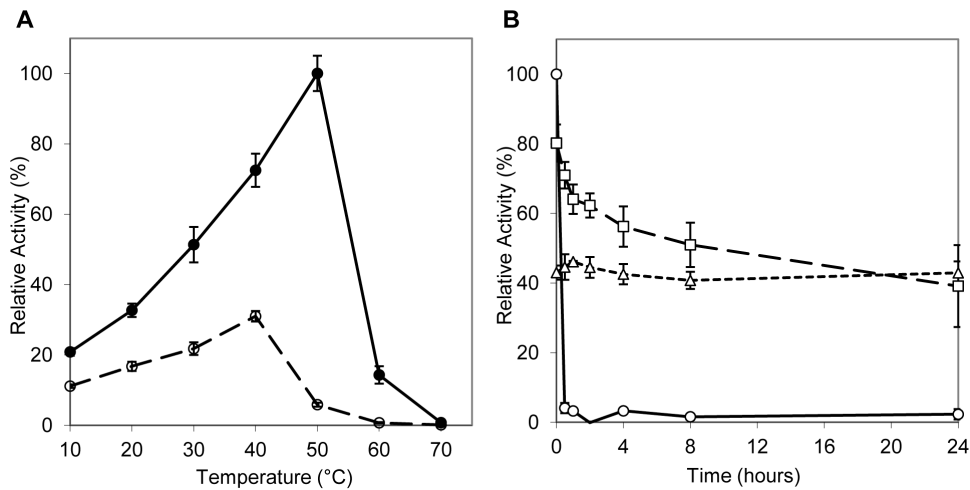 A
B
Relative Activity (%)
100
80
60
40
20
0
10 20 30 40 50 60 70
Temperature (°C)
Relative Activity (%)
100
80
60
40
20
0
0 4 8 12 16 20 24
Time (hours)